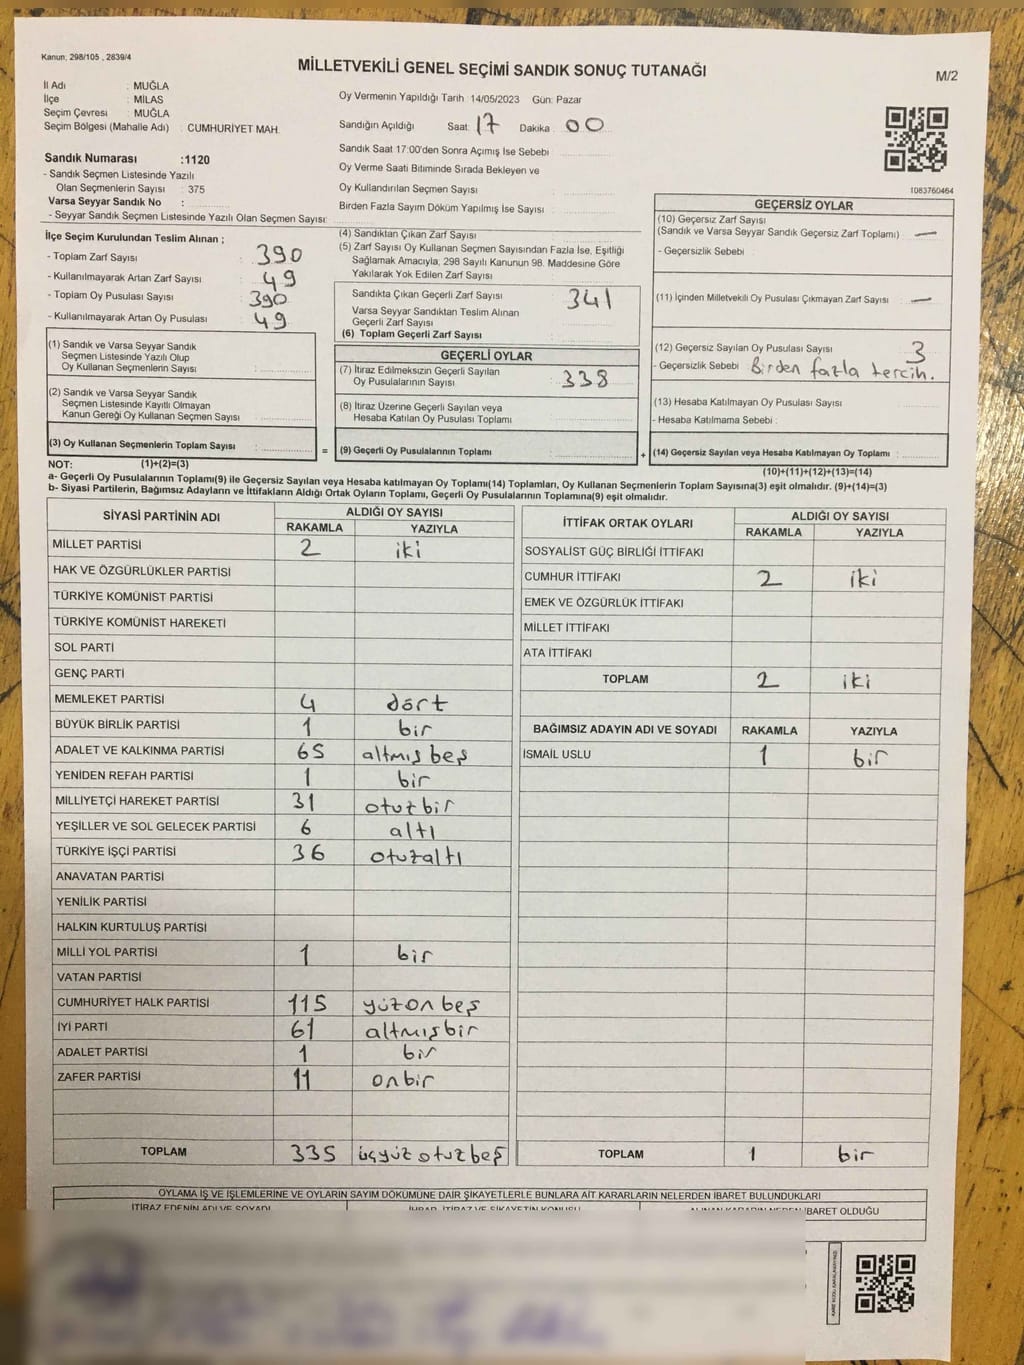 Kanun; 298/105 , 2839/4
MİLLETVEKİLİ GENEL SEÇİMİ SANDIK SONUÇ TUTANAĞI
M/2
İl Adı : MUĞLA
İlçe : MİLAS
Seçim Çevresi : MUĞLA
Seçim Bölgesi (Mahalle Adı) : CUMHURİYET MAH.
Sandık Numarası :1120
- Sandık Seçmen Listesinde Yazılı
Olan Seçmenlerin Sayısı : 375
Varsa Seyyar Sandık No :
- Seyyar Sandık Seçmen Listesinde Yazılı Olan Seçmen Sayısı:
İlçe Seçim Kurulundan Teslim Alınan ;
- Toplam Zarf Sayısı : 390
- Kullanılmayarak Artan Zarf Sayısı : 49
- Toplam Oy Pusulası Sayısı : 390
- Kullanılmayarak Artan Oy Pusulası : 49
Oy Vermenin Yapıldığı Tarih : 14/05/2023 Gün: Pazar
Sandığın Açıldığı Saat: 17 Dakika : 00
Sandık Saat 17:00'den Sonra Açımış İse Sebebi :
Oy Verme Saati Bitiminde Sırada Bekleyen ve
Oy Kullandırılan Seçmen Sayısı :
Birden Fazla Sayım Döküm Yapılmış İse Sayısı :
(4) Sandıktan Çıkan Zarf Sayısı :
(5) Zarf Sayısı Oy Kullanan Seçmen Sayısından Fazla İse, Eşitliği
Sağlamak Amacıyla, 298 Sayılı Kanunun 98. Maddesine Göre
Yakılarak Yok Edilen Zarf Sayısı :
Sandıkta Çıkan Geçerli Zarf Sayısı : 341
Varsa Seyyar Sandıktan Teslim Alınan
Geçerli Zarf Sayısı :
(6) Toplam Geçerli Zarf Sayısı :
1083760464
GEÇERSİZ OYLAR
(10) Geçersiz Zarf Sayısı
(Sandık ve Varsa Seyyar Sandık Geçersiz Zarf Toplamı) : —
- Geçersizlik Sebebi :
(11) İçinden Milletvekili Oy Pusulası Çıkmayan Zarf Sayısı : —
(12) Geçersiz Sayılan Oy Pusulası Sayısı : 3
- Geçersizlik Sebebi : Birden fazla tercih.
(13) Hesaba Katılmayan Oy Pusulası Sayısı :
- Hesaba Katılmama Sebebi :
(1) Sandık ve Varsa Seyyar Sandık
Seçmen Listesinde Yazılı Olup
Oy Kullanan Seçmenlerin Sayısı :
(2) Sandık ve Varsa Seyyar Sandık
Seçmen Listesinde Kayıtlı Olmayan
Kanun Gereği Oy Kullanan Seçmen Sayısı :
GEÇERLİ OYLAR
(7) İtiraz Edilmeksizin Geçerli Sayılan
Oy Pusulalarının Sayısı : 338
(8) İtiraz Üzerine Geçerli Sayılan veya
Hesaba Katılan Oy Pusulası Toplamı :
(3) Oy Kullanan Seçmenlerin Toplam Sayısı : = (9) Geçerli Oy Pusulalarının Toplamı : + (14) Geçersiz Sayılan veya Hesaba Katılmayan Oy Toplamı :
NOT: (1)+(2)=(3) (10)+(11)+(12)+(13)=(14)
a- Geçerli Oy Pusulalarının Toplamı(9) ile Geçersiz Sayılan veya Hesaba katılmayan Oy Toplamı(14) Toplamları, Oy Kullanan Seçmenlerin Toplam Sayısına(3) eşit olmalıdır. (9)+(14)=(3)
b- Siyasi Partilerin, Bağımsız Adayların ve İttifakların Aldığı Ortak Oyların Toplamı, Geçerli Oy Pusulalarının Toplamına(9) eşit olmalıdır.
SİYASİ PARTİNİN ADI ALDIĞI OY SAYISI
RAKAMLA YAZIYLA
MİLLET PARTİSİ 2 iki
HAK VE ÖZGÜRLÜKLER PARTİSİ
TÜRKİYE KOMÜNİST PARTİSİ
TÜRKİYE KOMÜNİST HAREKETİ
SOL PARTİ
GENÇ PARTİ
MEMLEKET PARTİSİ 4 dört
BÜYÜK BİRLİK PARTİSİ 1 bir
ADALET VE KALKINMA PARTİSİ 65 altmış beş
YENİDEN REFAH PARTİSİ 1 bir
MİLLİYETÇİ HAREKET PARTİSİ 31 otuzbir
YEŞİLLER VE SOL GELECEK PARTİSİ 6 altı
TÜRKİYE İŞÇİ PARTİSİ 36 otuzaltı
ANAVATAN PARTİSİ
YENİLİK PARTİSİ
HALKIN KURTULUŞ PARTİSİ
MİLLİ YOL PARTİSİ 1 bir
VATAN PARTİSİ
CUMHURİYET HALK PARTİSİ 115 yüzonbeş
İYİ PARTİ 61 altmışbir
ADALET PARTİSİ 1 bir
ZAFER PARTİSİ 11 onbir
TOPLAM 335 üçyüzotuzbeş
İTTİFAK ORTAK OYLARI ALDIĞI OY SAYISI
RAKAMLA YAZIYLA
SOSYALİST GÜÇ BİRLİĞİ İTTİFAKI
CUMHUR İTTİFAKI 2 iki
EMEK VE ÖZGÜRLÜK İTTİFAKI
MİLLET İTTİFAKI
ATA İTTİFAKI
TOPLAM 2 iki
BAĞIMSIZ ADAYIN ADI VE SOYADI RAKAMLA YAZIYLA
İSMAİL USLU 1 bir
TOPLAM 1 bir
OYLAMA İŞ VE İŞLEMLERİNE VE OYLARIN SAYIM DÖKÜMÜNE DAİR ŞİKAYETLERLE BUNLARA AİT KARARLARIN NELERDEN İBARET BULUNDUKLARI
İTİRAZ EDENİN ADI VE SOYADI
İBARET OLDUĞU